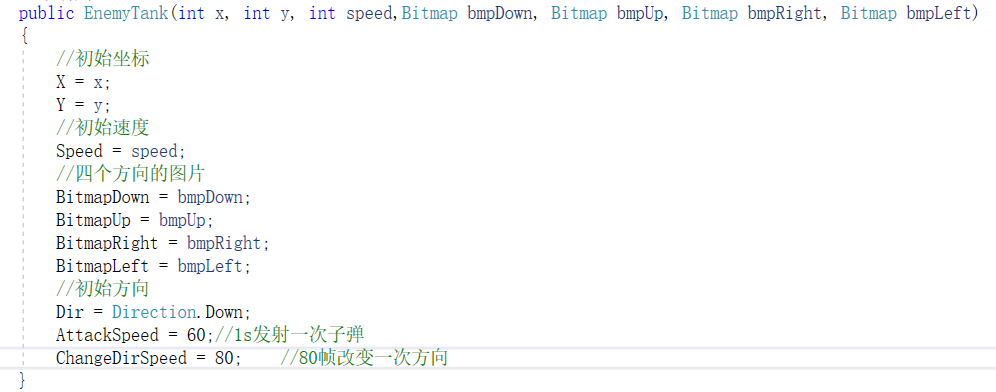 public EnemyTank(int x, int y, int speed,Bitmap bmpDown, Bitmap bmpUp, Bitmap bmpRight, Bitmap bmpLeft)
{
//初始坐标
X = x;
Y = y;
//初始速度
Speed = speed;
//四个方向的图片
BitmapDown = bmpDown;
BitmapUp = bmpUp;
BitmapRight = bmpRight;
BitmapLeft = bmpLeft;
//初始方向
Dir = Direction.Down;
AttackSpeed = 60;//1s发射一次子弹
ChangeDirSpeed = 80;    //80帧改变一次方向
}